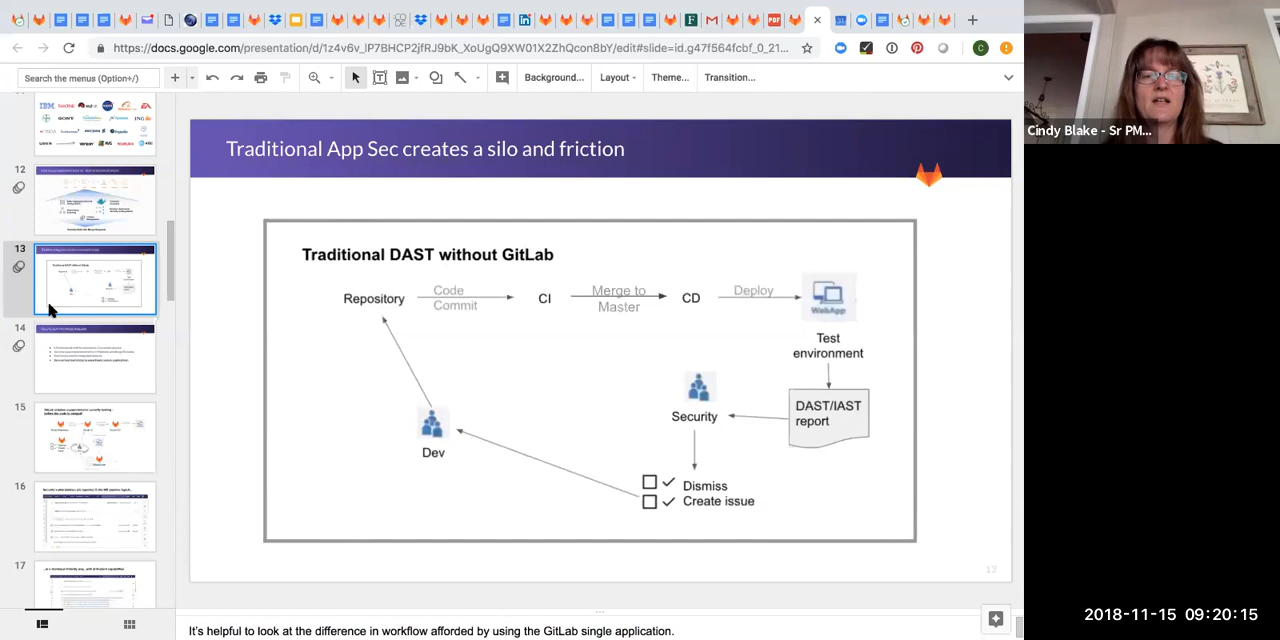 https://docs.google.com/presentation/d/1z4v6v_lP7BHCP2jfRJ9bK_XoUgQ9XW01X2ZhQcon8bY/edit#slide=id.g47f564fcbf_0_21...
C
Search the menus (Option+/)
Background...
Layout
Theme...
Transition...
Cindy Blake - Sr PM...
IBM
SONY
12
13
14
15
16
17
Traditional App Sec creates a silo and friction
Traditional DAST without GitLab
Repository
Code
Commit
CI
Merge to
Master
CD
Deploy
WebApp
Test
environment
DAST/IAST
report
Security
Dev
Dismiss
Create issue
13
It's helpful to look at the difference in workflow afforded by using the GitLab single application.
2018-11-15 09:20:15